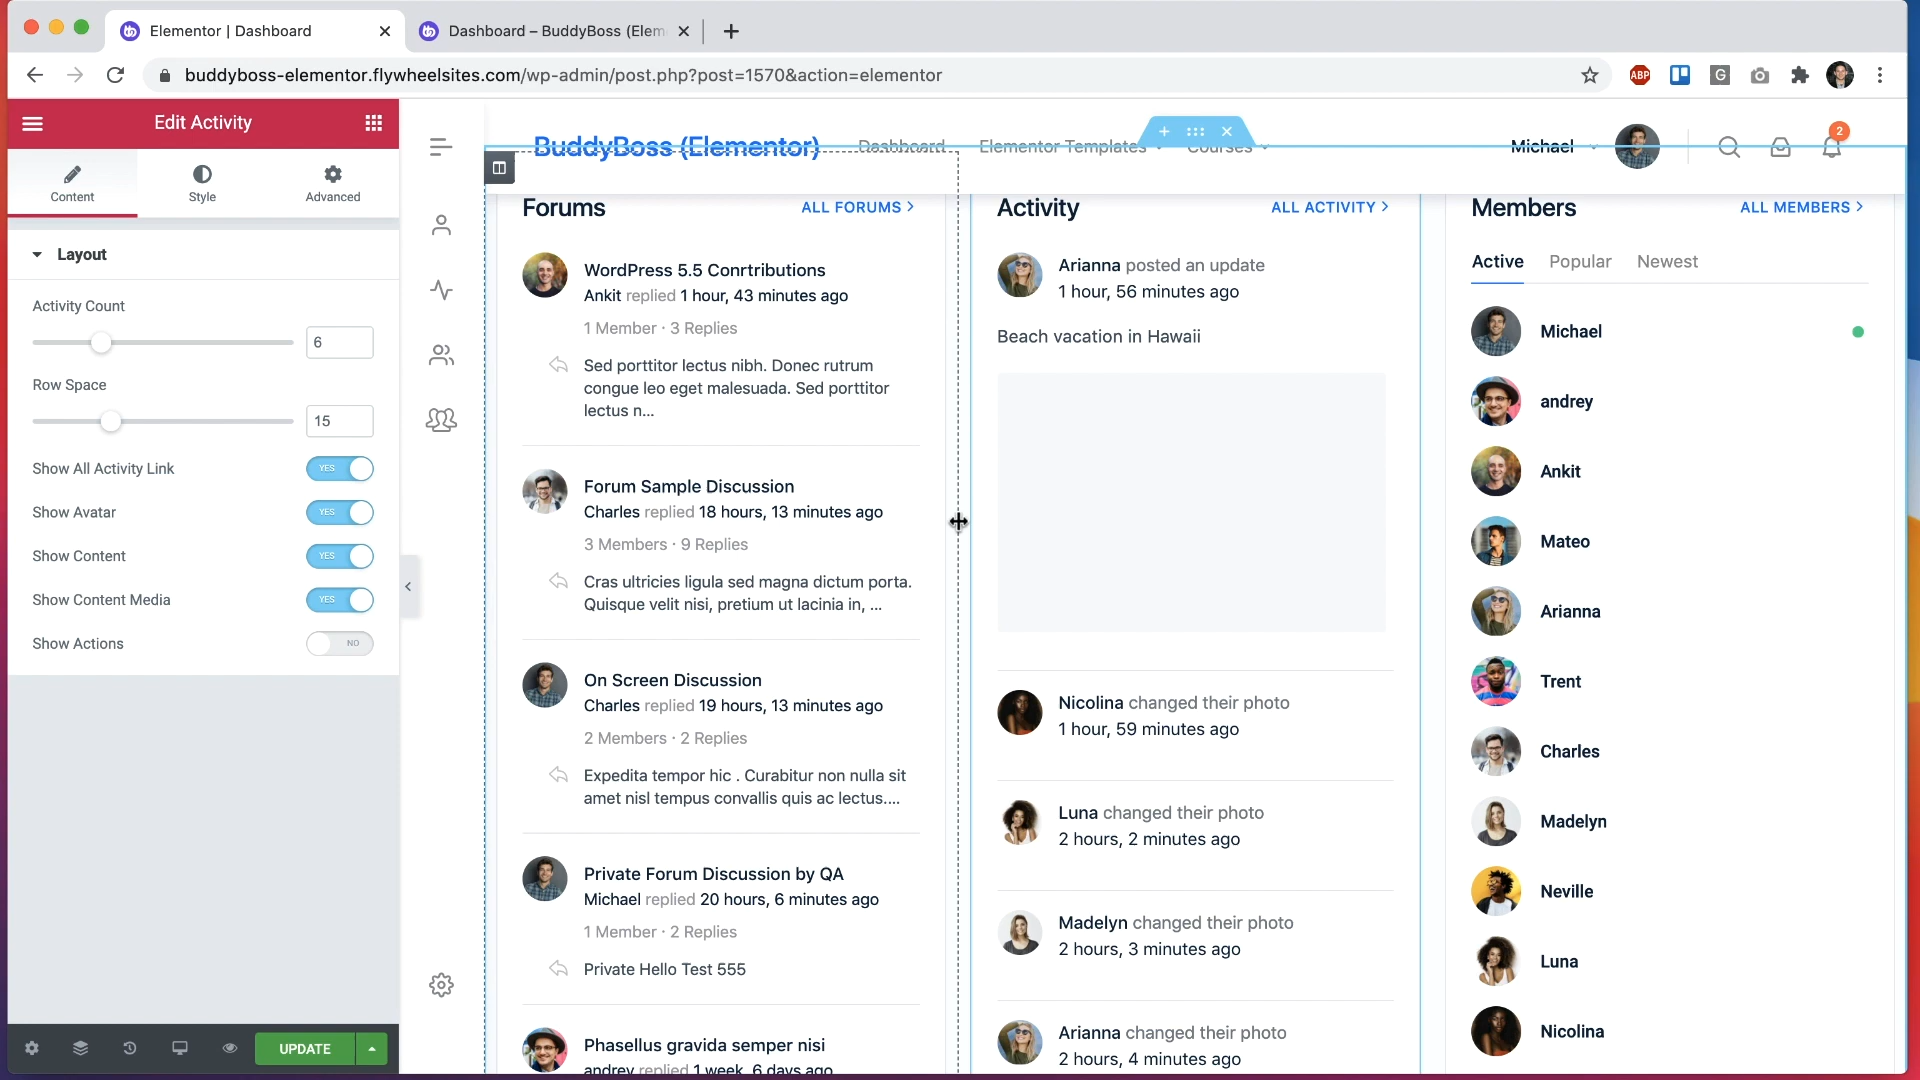 Elementor | Dashboard
Dashboard – BuddyBoss (Elem
buddyboss-elementor.flywheelsites.com/wp-admin/post.php?post=1570&action=elementor
ABP
G
Edit Activity
Content
Style
Advanced
Layout
Activity Count
6
Row Space
15
Show All Activity Link
YES
Show Avatar
YES
Show Content
YES
Show Content Media
YES
Show Actions
NO
UPDATE
BuddyBoss (Elementor)
Dashboard
Elementor Templates
Courses
Michael
2
Forums
ALL FORUMS
WordPress 5.5 Conrtributions
Ankit replied 1 hour, 43 minutes ago
1 Member · 3 Replies
Sed porttitor lectus nibh. Donec rutrum
congue leo eget malesuada. Sed porttitor
lectus n...
Forum Sample Discussion
Charles replied 18 hours, 13 minutes ago
3 Members · 9 Replies
Cras ultricies ligula sed magna dictum porta.
Quisque velit nisi, pretium ut lacinia in, ...
On Screen Discussion
Charles replied 19 hours, 13 minutes ago
2 Members · 2 Replies
Expedita tempor hic . Curabitur non nulla sit
amet nisl tempus convallis quis ac lectus....
Private Forum Discussion by QA
Michael replied 20 hours, 6 minutes ago
1 Member · 2 Replies
Private Hello Test 555
Phasellus gravida semper nisi
andrey replied 1 week, 6 days ago
Activity
ALL ACTIVITY
Arianna posted an update
1 hour, 56 minutes ago
Beach vacation in Hawaii
Nicolina changed their photo
1 hour, 59 minutes ago
Luna changed their photo
2 hours, 2 minutes ago
Madelyn changed their photo
2 hours, 3 minutes ago
Arianna changed their photo
2 hours, 4 minutes ago
Members
ALL MEMBERS
Active
Popular
Newest
Michael
andrey
Ankit
Mateo
Arianna
Trent
Charles
Madelyn
Neville
Luna
Nicolina